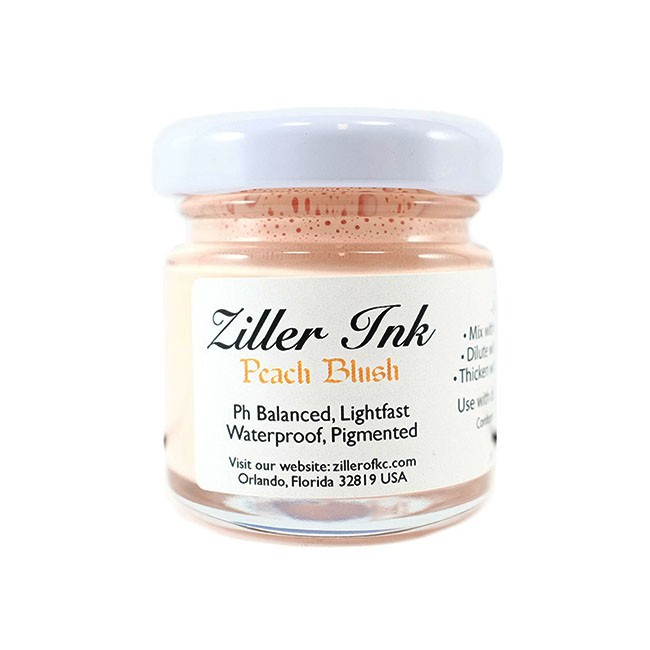 Ziller Ink
Peach Blush
Ph Balanced, Lightfast
Waterproof, Pigmented
Visit our website: zillerofkc.com
Orlando, Florida 32819 USA
• Mix with
• Dilute
• Thicken
Use with